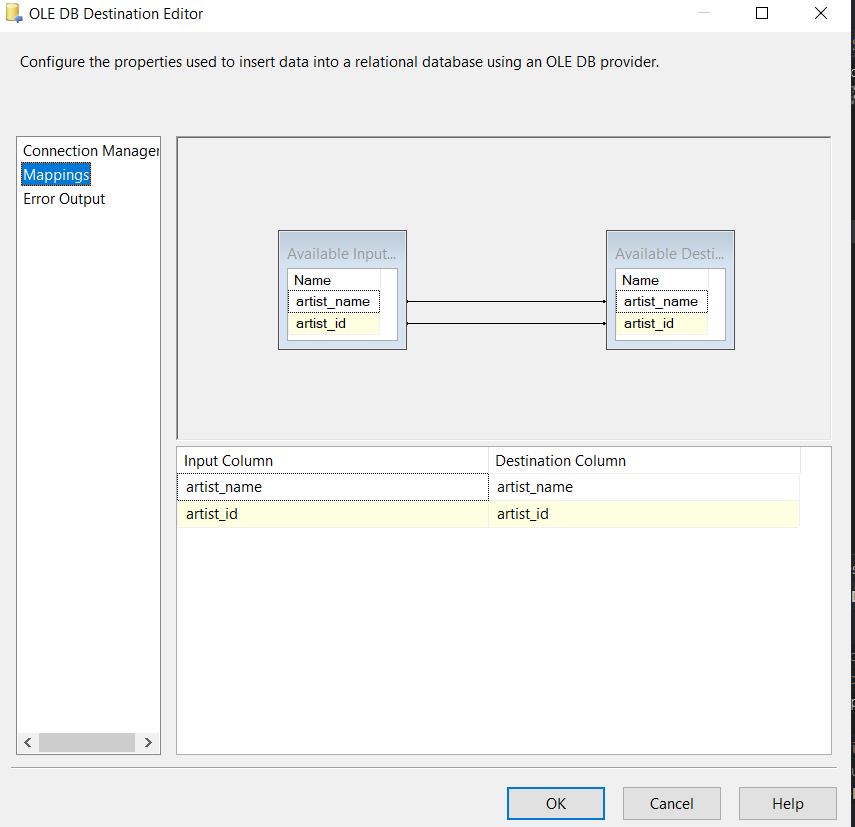 OLE DB Destination Editor
Configure the properties used to insert data into a relational database using an OLE DB provider.
Connection Manager
Mappings
Error Output
Available Input...
Name
artist_name
artist_id
Available Desti...
Name
artist_name
artist_id
Input Column Destination Column
artist_name artist_name
artist_id artist_id
OK Cancel Help